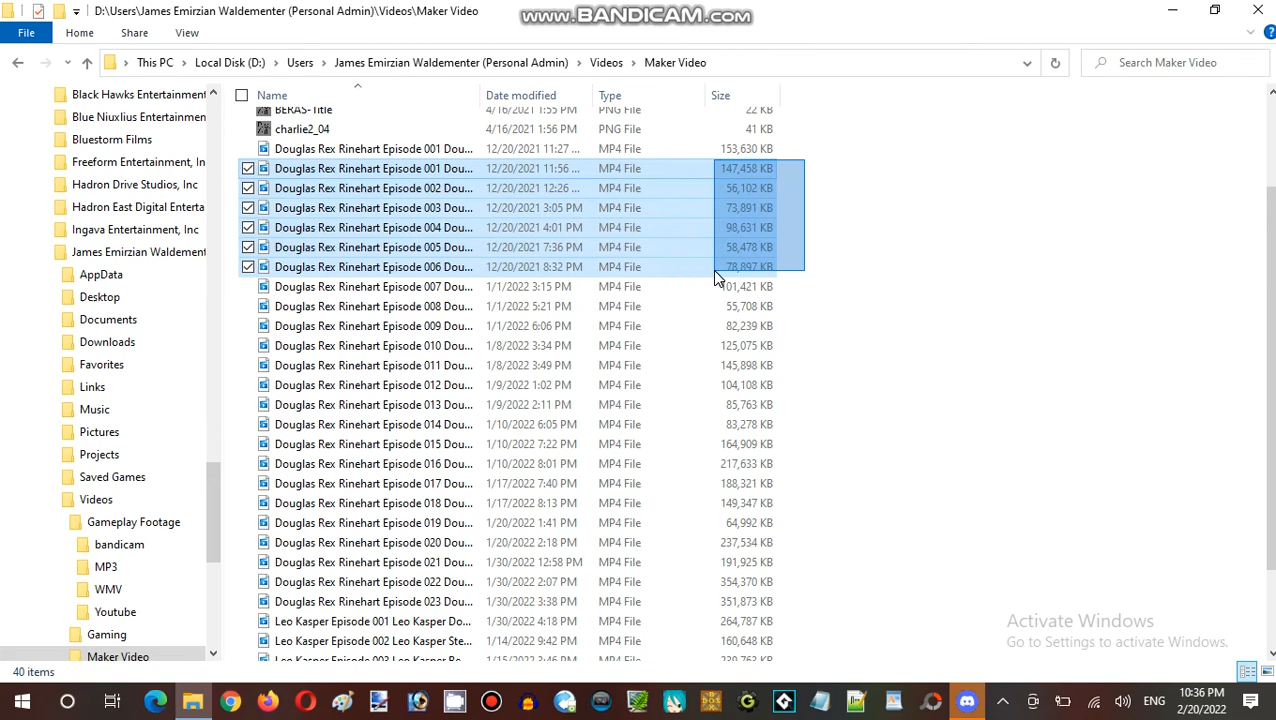 D:\Users\James Emirzian Waldementer (Personal Admin)\Videos\Maker Video
www.BANDICAM.com
File Home Share View
This PC Local Disk (D:) Users James Emirzian Waldementer (Personal Admin) Videos Maker Video Search Maker Video
Name Date modified Type Size
BERAS-Title 4/16/2021 1:55 PM PNG File 22 KB
charlie2_04 4/16/2021 1:56 PM PNG File 41 KB
Douglas Rex Rinehart Episode 001 Dou... 12/20/2021 11:27 ... MP4 File 153,630 KB
Douglas Rex Rinehart Episode 001 Dou... 12/20/2021 11:56 ... MP4 File 147,458 KB
Douglas Rex Rinehart Episode 002 Dou... 12/20/2021 12:26 ... MP4 File 56,102 KB
Douglas Rex Rinehart Episode 003 Dou... 12/20/2021 3:05 PM MP4 File 73,891 KB
Douglas Rex Rinehart Episode 004 Dou... 12/20/2021 4:01 PM MP4 File 98,631 KB
Douglas Rex Rinehart Episode 005 Dou... 12/20/2021 7:36 PM MP4 File 58,478 KB
Douglas Rex Rinehart Episode 006 Dou... 12/20/2021 8:32 PM MP4 File 78,897 KB
Douglas Rex Rinehart Episode 007 Dou... 1/1/2022 3:15 PM MP4 File 01,421 KB
Douglas Rex Rinehart Episode 008 Dou... 1/1/2022 5:21 PM MP4 File 55,708 KB
Douglas Rex Rinehart Episode 009 Dou... 1/1/2022 6:06 PM MP4 File 82,239 KB
Douglas Rex Rinehart Episode 010 Dou... 1/8/2022 3:34 PM MP4 File 125,075 KB
Douglas Rex Rinehart Episode 011 Dou... 1/8/2022 3:49 PM MP4 File 145,898 KB
Douglas Rex Rinehart Episode 012 Dou... 1/9/2022 1:02 PM MP4 File 104,108 KB
Douglas Rex Rinehart Episode 013 Dou... 1/9/2022 2:11 PM MP4 File 85,763 KB
Douglas Rex Rinehart Episode 014 Dou... 1/10/2022 6:05 PM MP4 File 83,278 KB
Douglas Rex Rinehart Episode 015 Dou... 1/10/2022 7:22 PM MP4 File 164,909 KB
Douglas Rex Rinehart Episode 016 Dou... 1/10/2022 8:01 PM MP4 File 217,633 KB
Douglas Rex Rinehart Episode 017 Dou... 1/17/2022 7:40 PM MP4 File 188,321 KB
Douglas Rex Rinehart Episode 018 Dou... 1/17/2022 8:13 PM MP4 File 149,347 KB
Douglas Rex Rinehart Episode 019 Dou... 1/20/2022 1:41 PM MP4 File 64,992 KB
Douglas Rex Rinehart Episode 020 Dou... 1/20/2022 2:18 PM MP4 File 237,534 KB
Douglas Rex Rinehart Episode 021 Dou... 1/30/2022 12:58 PM MP4 File 191,925 KB
Douglas Rex Rinehart Episode 022 Dou... 1/30/2022 2:07 PM MP4 File 354,370 KB
Douglas Rex Rinehart Episode 023 Dou... 1/30/2022 3:38 PM MP4 File 351,873 KB
Leo Kasper Episode 001 Leo Kasper Do... 1/30/2022 4:18 PM MP4 File 264,787 KB
Leo Kasper Episode 002 Leo Kasper Ste... 1/14/2022 9:42 PM MP4 File 160,648 KB
Leo Kasper Episode 003 Leo Kasper Re... 1/15/2022 3:46 PM MP4 File 239,763 KB
Black Hawks Entertainment
Blue Niuxlius Entertainmen
Bluestorm Films
Freeform Entertainment, In
Hadron Drive Studios, Inc
Hadron East Digital Enterta
Ingava Entertainment, Inc
James Emirzian Waldement
AppData
Desktop
Documents
Downloads
Favorites
Links
Music
Pictures
Projects
Saved Games
Videos
Gameplay Footage
bandicam
MP3
WMV
Youtube
Gaming
Maker Video
Activate Windows
Go to Settings to activate Windows.
40 items
ENG
10:36 PM
2/20/2022